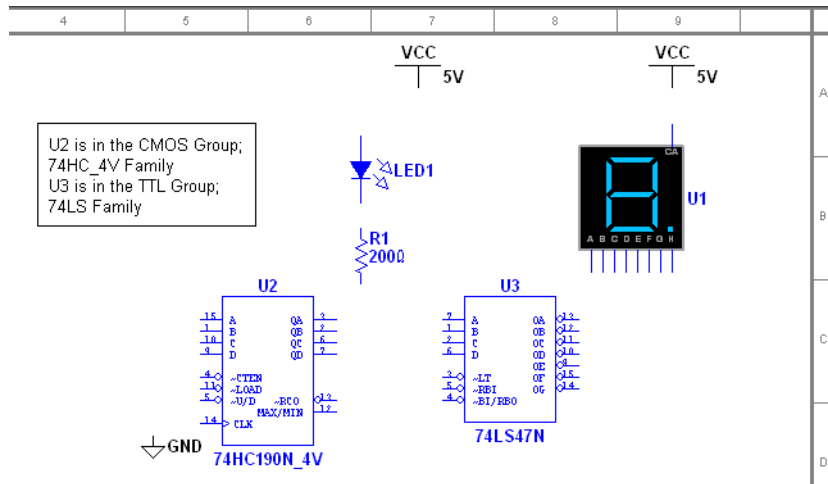 4 5 6 7 8 9
VCC VCC
5V 5V
A
U2 is in the CMOS Group;
74HC_4V Family
U3 is in the TTL Group;
74LS Family
LED1
CA
U1
A B C D E F G H
B
R1
200Ω
U2 U3
15 A QA 3
1 B QB 2
10 C QC 6
9 D QD 7
4 ~CTEN
11 ~LOAD
5 ~U/D ~RCO 13
MAX/MIN 12
14 CLK
7 A OA 13
1 B OB 12
2 C OC 11
6 D OD 10
OE 9
3 ~LT OF 15
5 ~RBI OG 14
4 ~BI/RBO
C
GND
74HC190N_4V
74LS47N
D